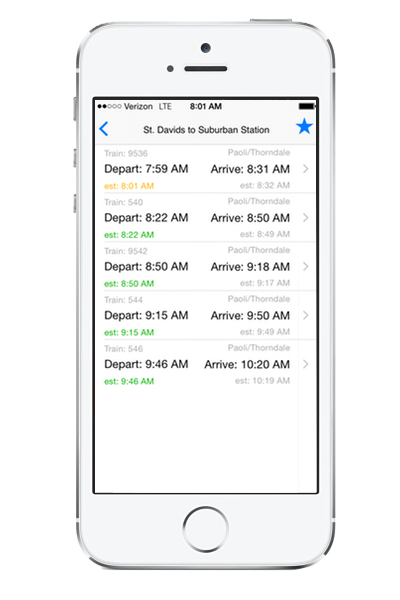 Verizon LTE 8:01 AM
St. Davids to Suburban Station
Train: 9536 Paoli/Thorndale
Depart: 7:59 AM Arrive: 8:31 AM
est: 8:01 AM est: 8:32 AM
Train: 540 Paoli/Thorndale
Depart: 8:22 AM Arrive: 8:50 AM
est: 8:22 AM est: 8:49 AM
Train: 9542 Paoli/Thorndale
Depart: 8:50 AM Arrive: 9:18 AM
est: 8:50 AM est: 9:17 AM
Train: 544 Paoli/Thorndale
Depart: 9:15 AM Arrive: 9:50 AM
est: 9:15 AM est: 9:49 AM
Train: 546 Paoli/Thorndale
Depart: 9:46 AM Arrive: 10:20 AM
est: 9:46 AM est: 10:19 AM